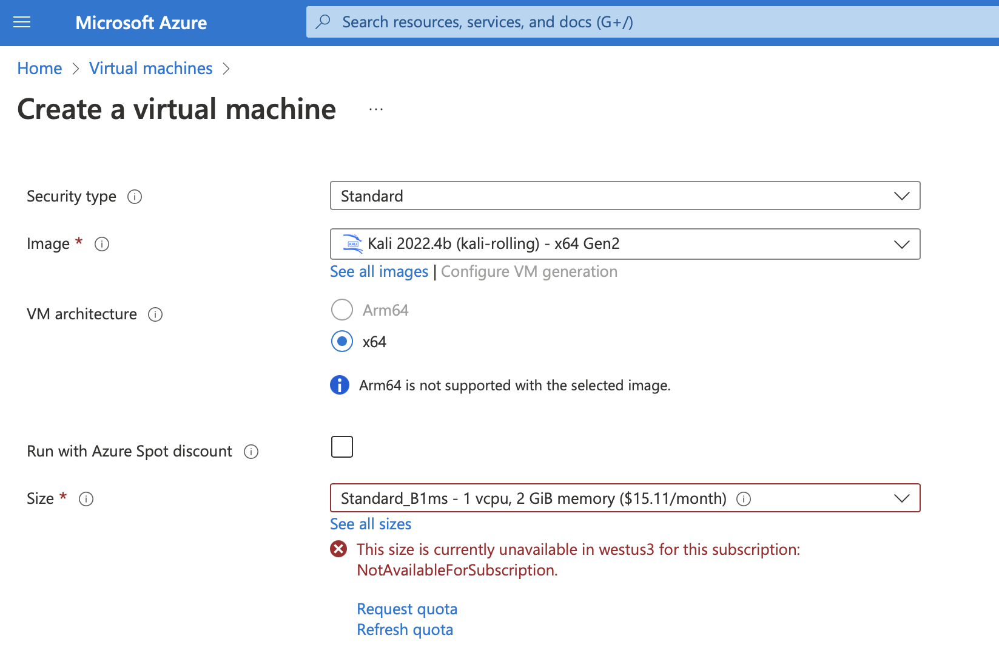 Microsoft Azure
Search resources, services, and docs (G+/)
Home > Virtual machines >
Create a virtual machine ...
Security type
Standard
Image *
KALI
Kali 2022.4b (kali-rolling) - x64 Gen2
See all images | Configure VM generation
VM architecture
Arm64
x64
Arm64 is not supported with the selected image.
Run with Azure Spot discount
Size *
Standard_B1ms - 1 vcpu, 2 GiB memory ($15.11/month)
See all sizes
This size is currently unavailable in westus3 for this subscription:
NotAvailableForSubscription.
Request quota
Refresh quota